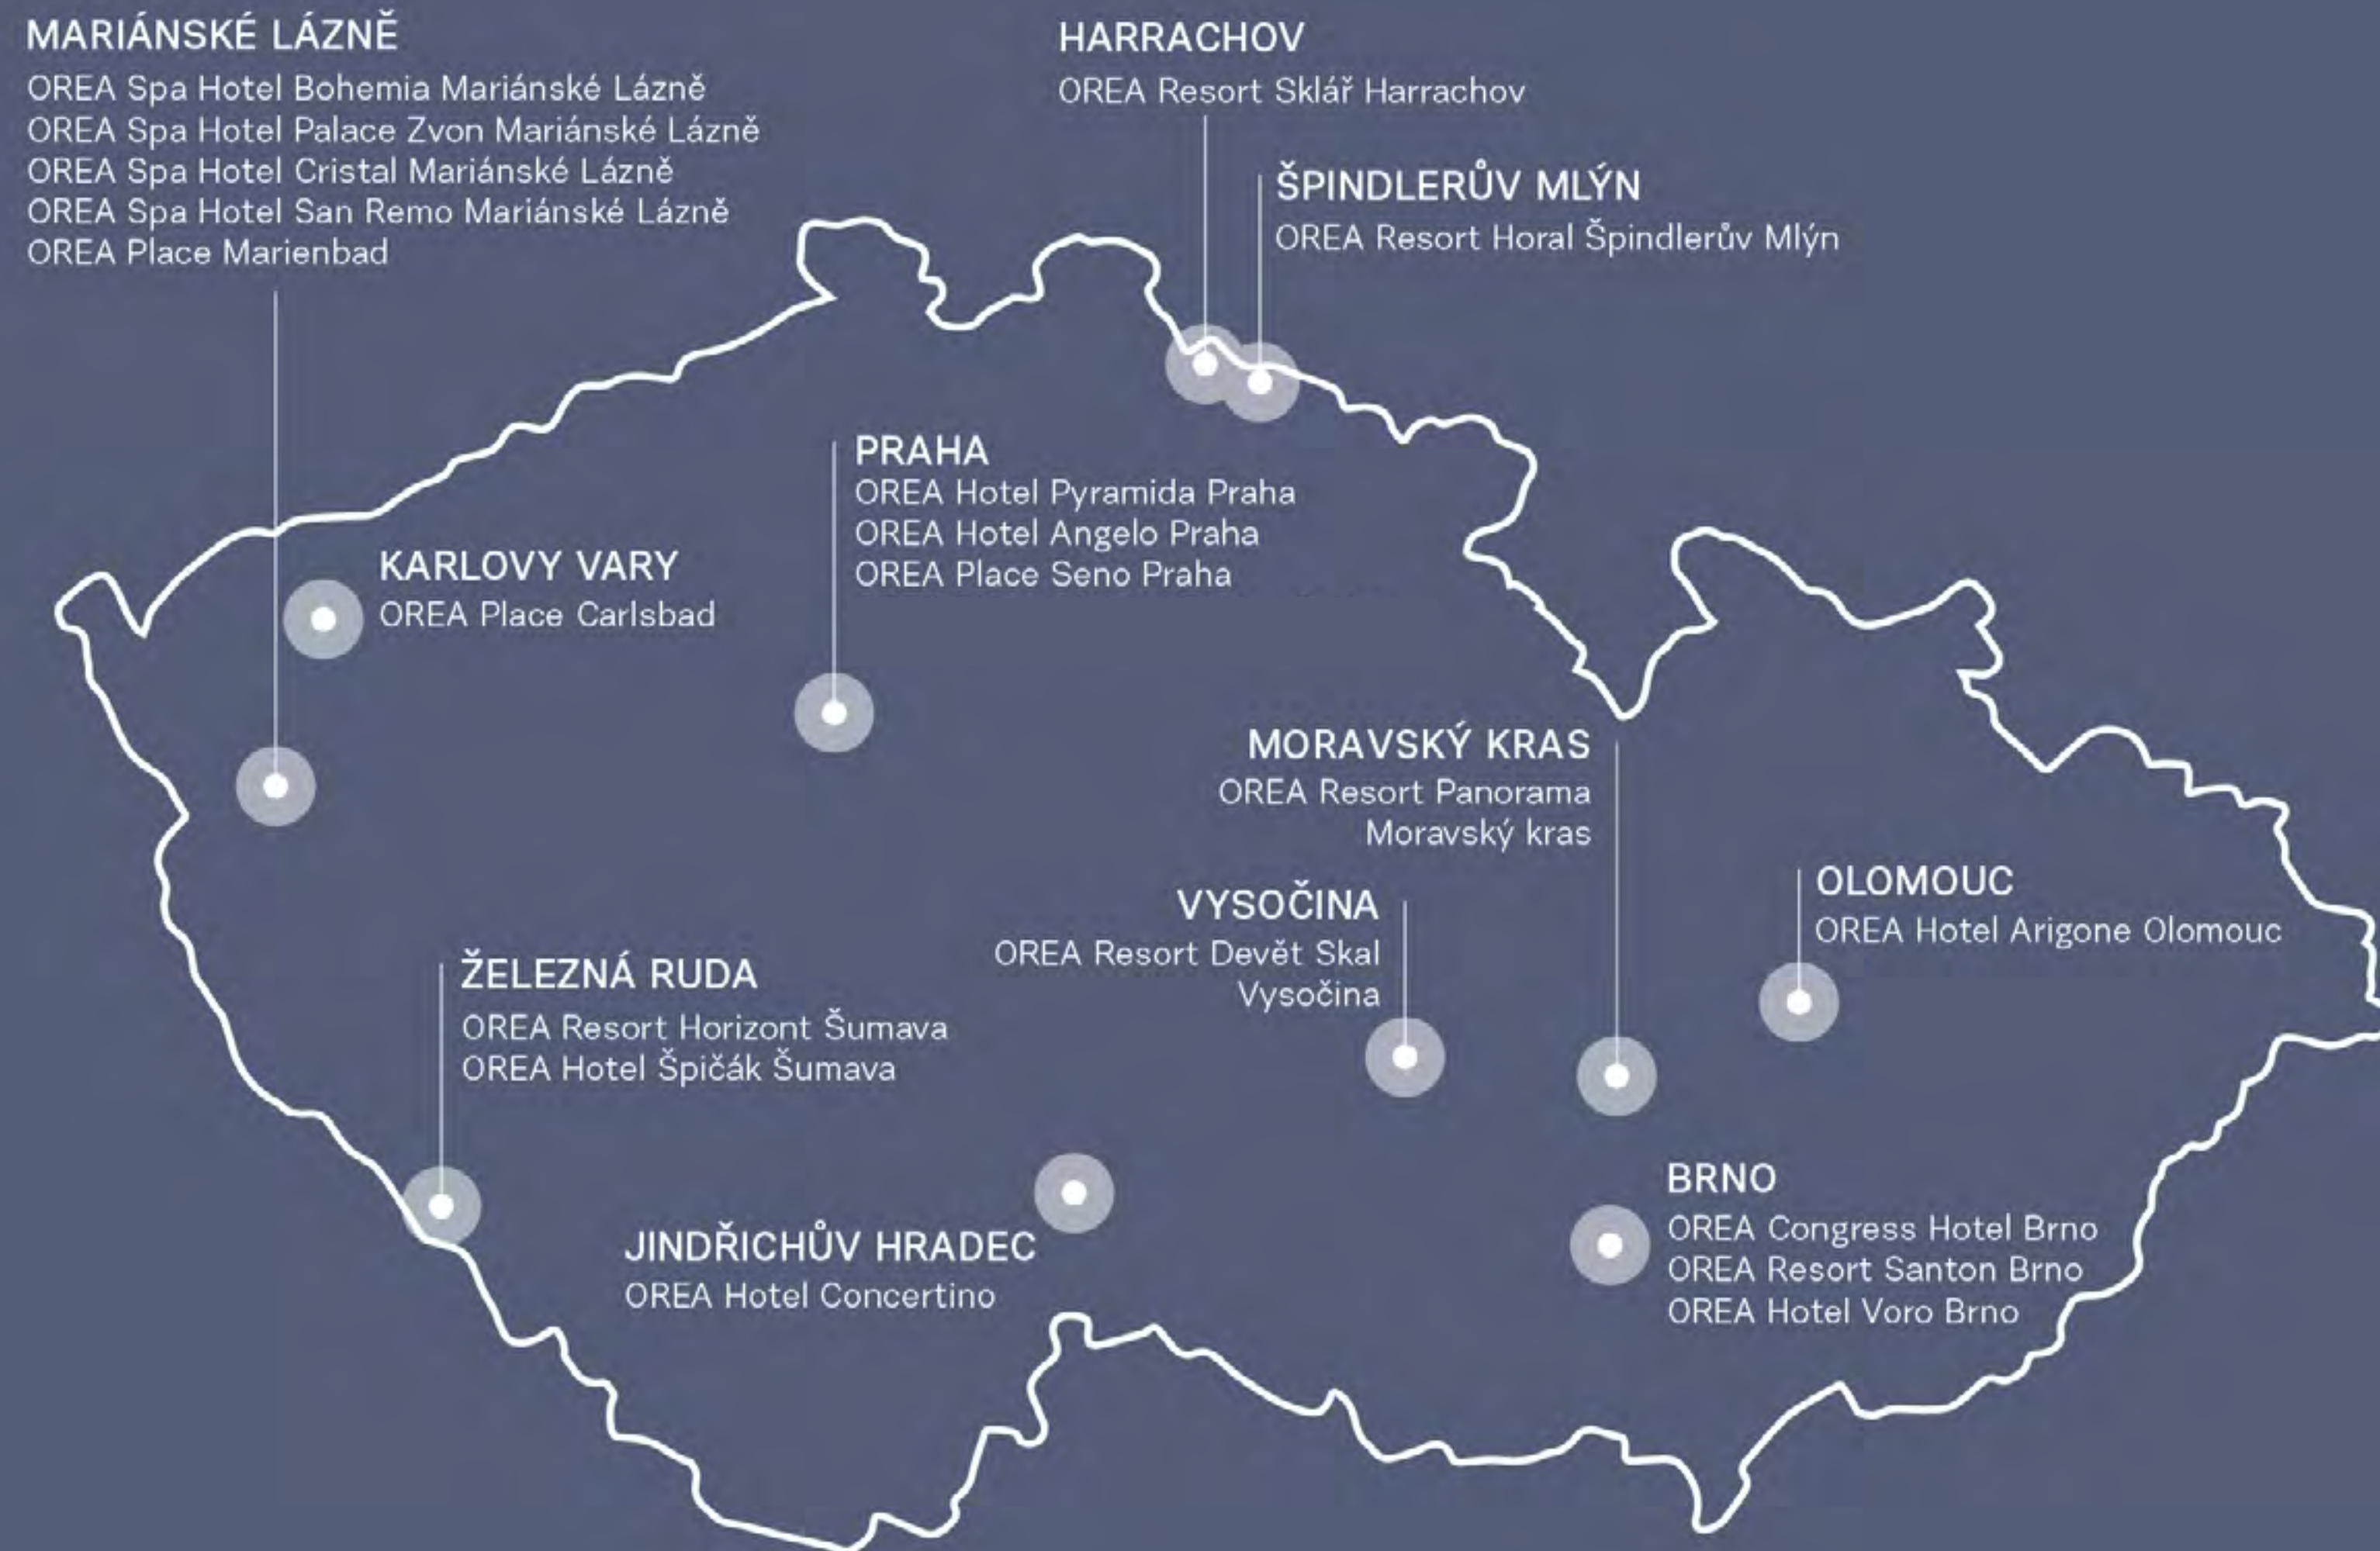 MARIÁNSKÉ LÁZNĚ
OREA Spa Hotel Bohemia Mariánské Lázně
OREA Spa Hotel Palace Zvon Mariánské Lázně
OREA Spa Hotel Cristal Mariánské Lázně
OREA Spa Hotel San Remo Mariánské Lázně
OREA Place Marienbad
HARRACHOV
OREA Resort Sklář Harrachov
ŠPINDLERŮV MLÝN
OREA Resort Horal Špindlerův Mlýn
PRAHA
OREA Hotel Pyramida Praha
OREA Hotel Angelo Praha
OREA Place Seno Praha
KARLOVY VARY
OREA Place Carlsbad
MORAVSKÝ KRAS
OREA Resort Panorama
Moravský kras
OLOMOUC
OREA Hotel Arigone Olomouc
VYSOČINA
OREA Resort Devět Skal
Vysočina
ŽELEZNÁ RUDA
OREA Resort Horizont Šumava
OREA Hotel Špičák Šumava
JINDŘICHŮV HRADEC
OREA Hotel Concertino
BRNO
OREA Congress Hotel Brno
OREA Resort Santon Brno
OREA Hotel Voro Brno